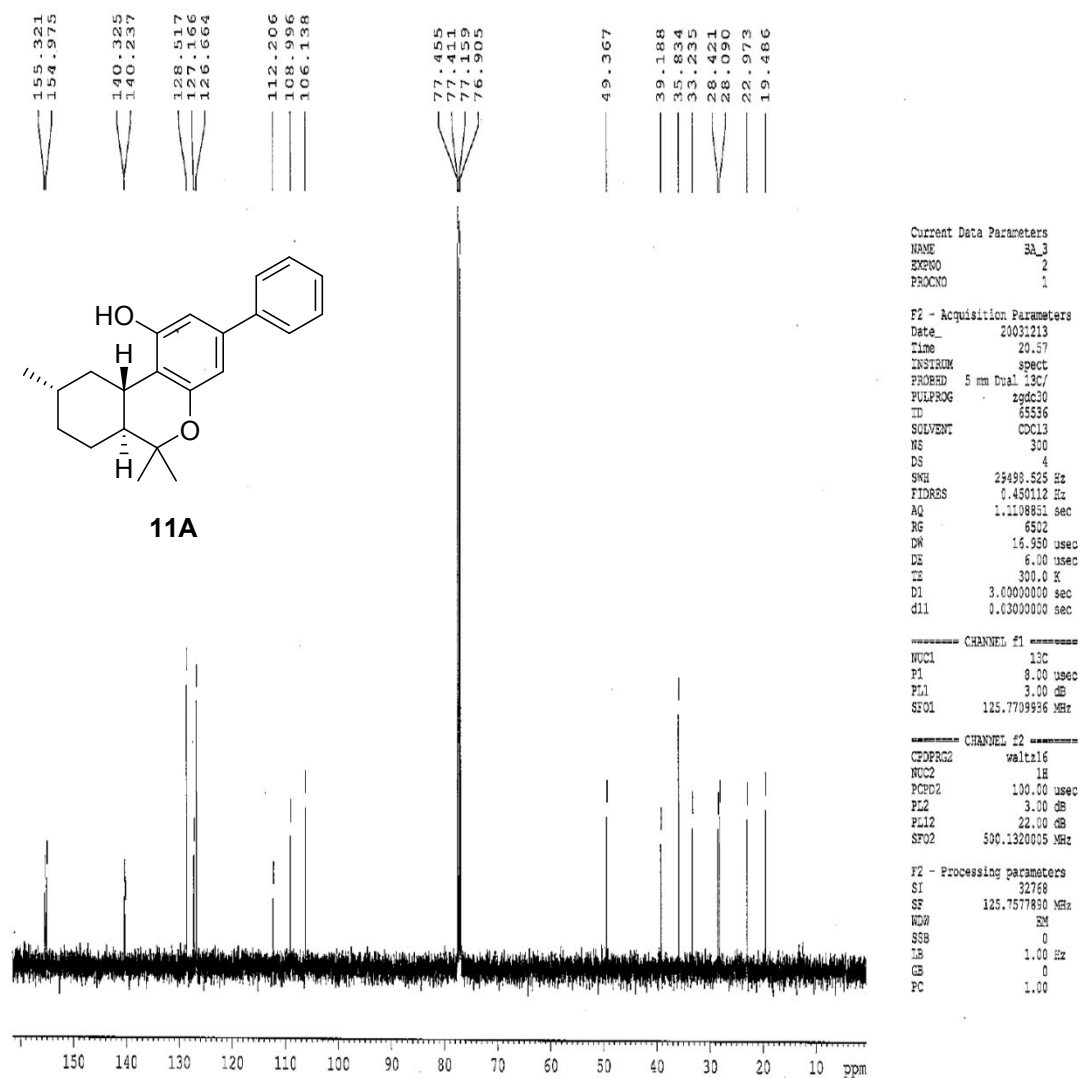 155.321
154.975
140.325
140.237
128.517
127.166
126.664
112.206
108.996
106.138
77.455
77.411
77.159
76.905
49.367
39.188
35.834
33.235
28.421
28.090
22.973
19.486
HO
H
O
H
11A
Current Data Parameters
NAME BA_3
EXPNO 2
PROCNO 1
F2 - Acquisition Parameters
Date_ 20031213
Time 20.57
INSTRUM spect
PROBHD 5 mm Dual 13C/
PULPROG zgdc30
TD 65536
SOLVENT CDCl3
NS 300
DS 4
SWH 29498.525 Hz
FIDRES 0.450112 Hz
AQ 1.1108851 sec
RG 6502
DW 16.950 usec
DE 6.00 usec
TE 300.0 K
D1 3.00000000 sec
d11 0.03000000 sec
======== CHANNEL f1 ========
NUC1 13C
P1 8.00 usec
PL1 3.00 dB
SFO1 125.7709936 MHz
======== CHANNEL f2 ========
CPDPRG2 waltz16
NUC2 1H
PCPD2 100.00 usec
PL2 3.00 dB
PL12 22.00 dB
SFO2 500.1320005 MHz
F2 - Processing parameters
SI 32768
SF 125.7577890 MHz
WDW EM
SSB 0
LB 1.00 Hz
GB 0
PC 1.00
150 140 130 120 110 100 90 80 70 60 50 40 30 20 10 ppm